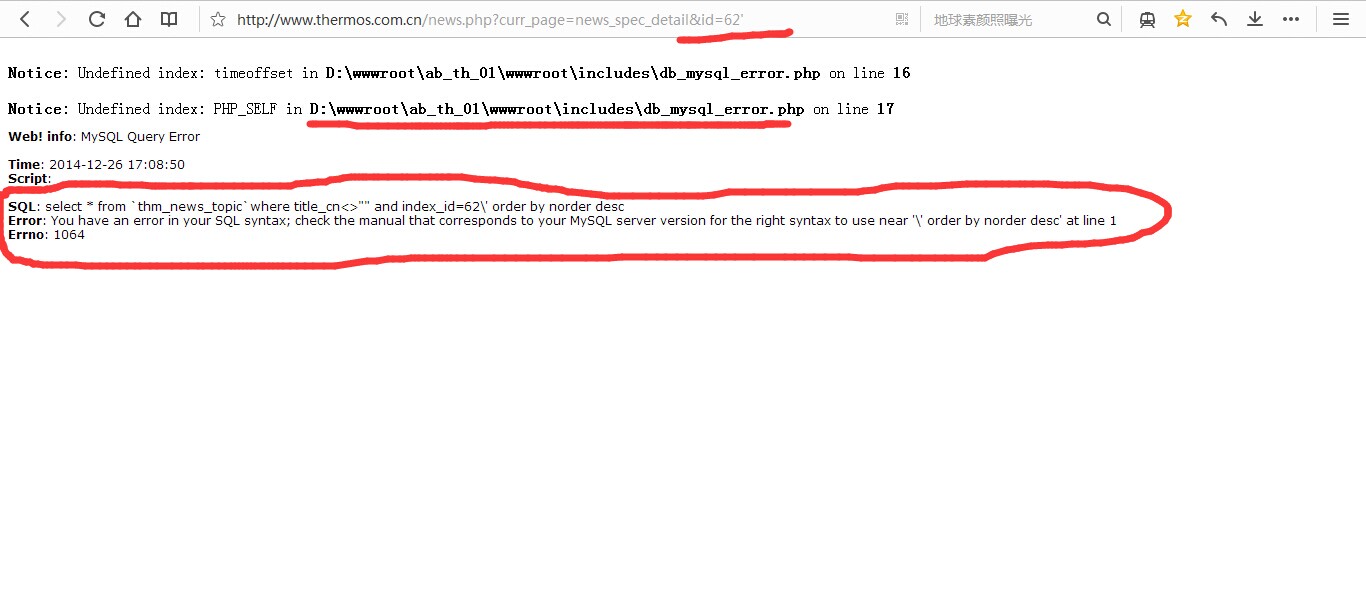 http://www.thermos.com.cn/news.php?curr_page=news_spec_detail&id=62'
地球素颜照曝光
Notice: Undefined index: timeoffset in D:\wwwroot\ab_th_01\wwwroot\includes\db_mysql_error.php on line 16
Notice: Undefined index: PHP_SELF in D:\wwwroot\ab_th_01\wwwroot\includes\db_mysql_error.php on line 17
Web! info: MySQL Query Error
Time: 2014-12-26 17:08:50
Script:
SQL: select * from `thm_news_topic`where title_cn<>"" and index_id=62\' order by norder desc
Error: You have an error in your SQL syntax; check the manual that corresponds to your MySQL server version for the right syntax to use near '\' order by norder desc' at line 1
Errno: 1064